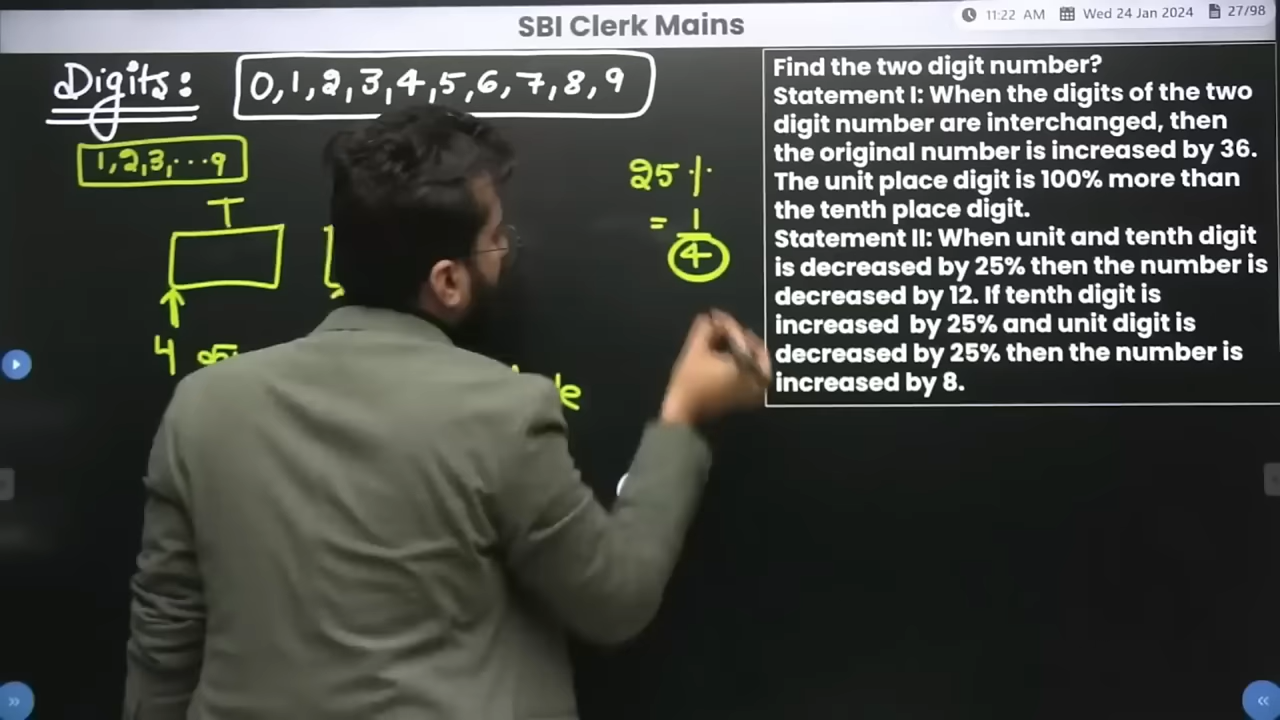 SBI Clerk Mains
11:22 AM Wed 24 Jan 2024 27/98
Digits: 0, 1, 2, 3, 4, 5, 6, 7, 8, 9
1, 2, 3, ... 9
T
4
25%
= 1/4
Find the two digit number?
Statement I: When the digits of the two
digit number are interchanged, then
the original number is increased by 36.
The unit place digit is 100% more than
the tenth place digit.
Statement II: When unit and tenth digit
is decreased by 25% then the number is
decreased by 12. If tenth digit is
increased by 25% and unit digit is
decreased by 25% then the number is
increased by 8.